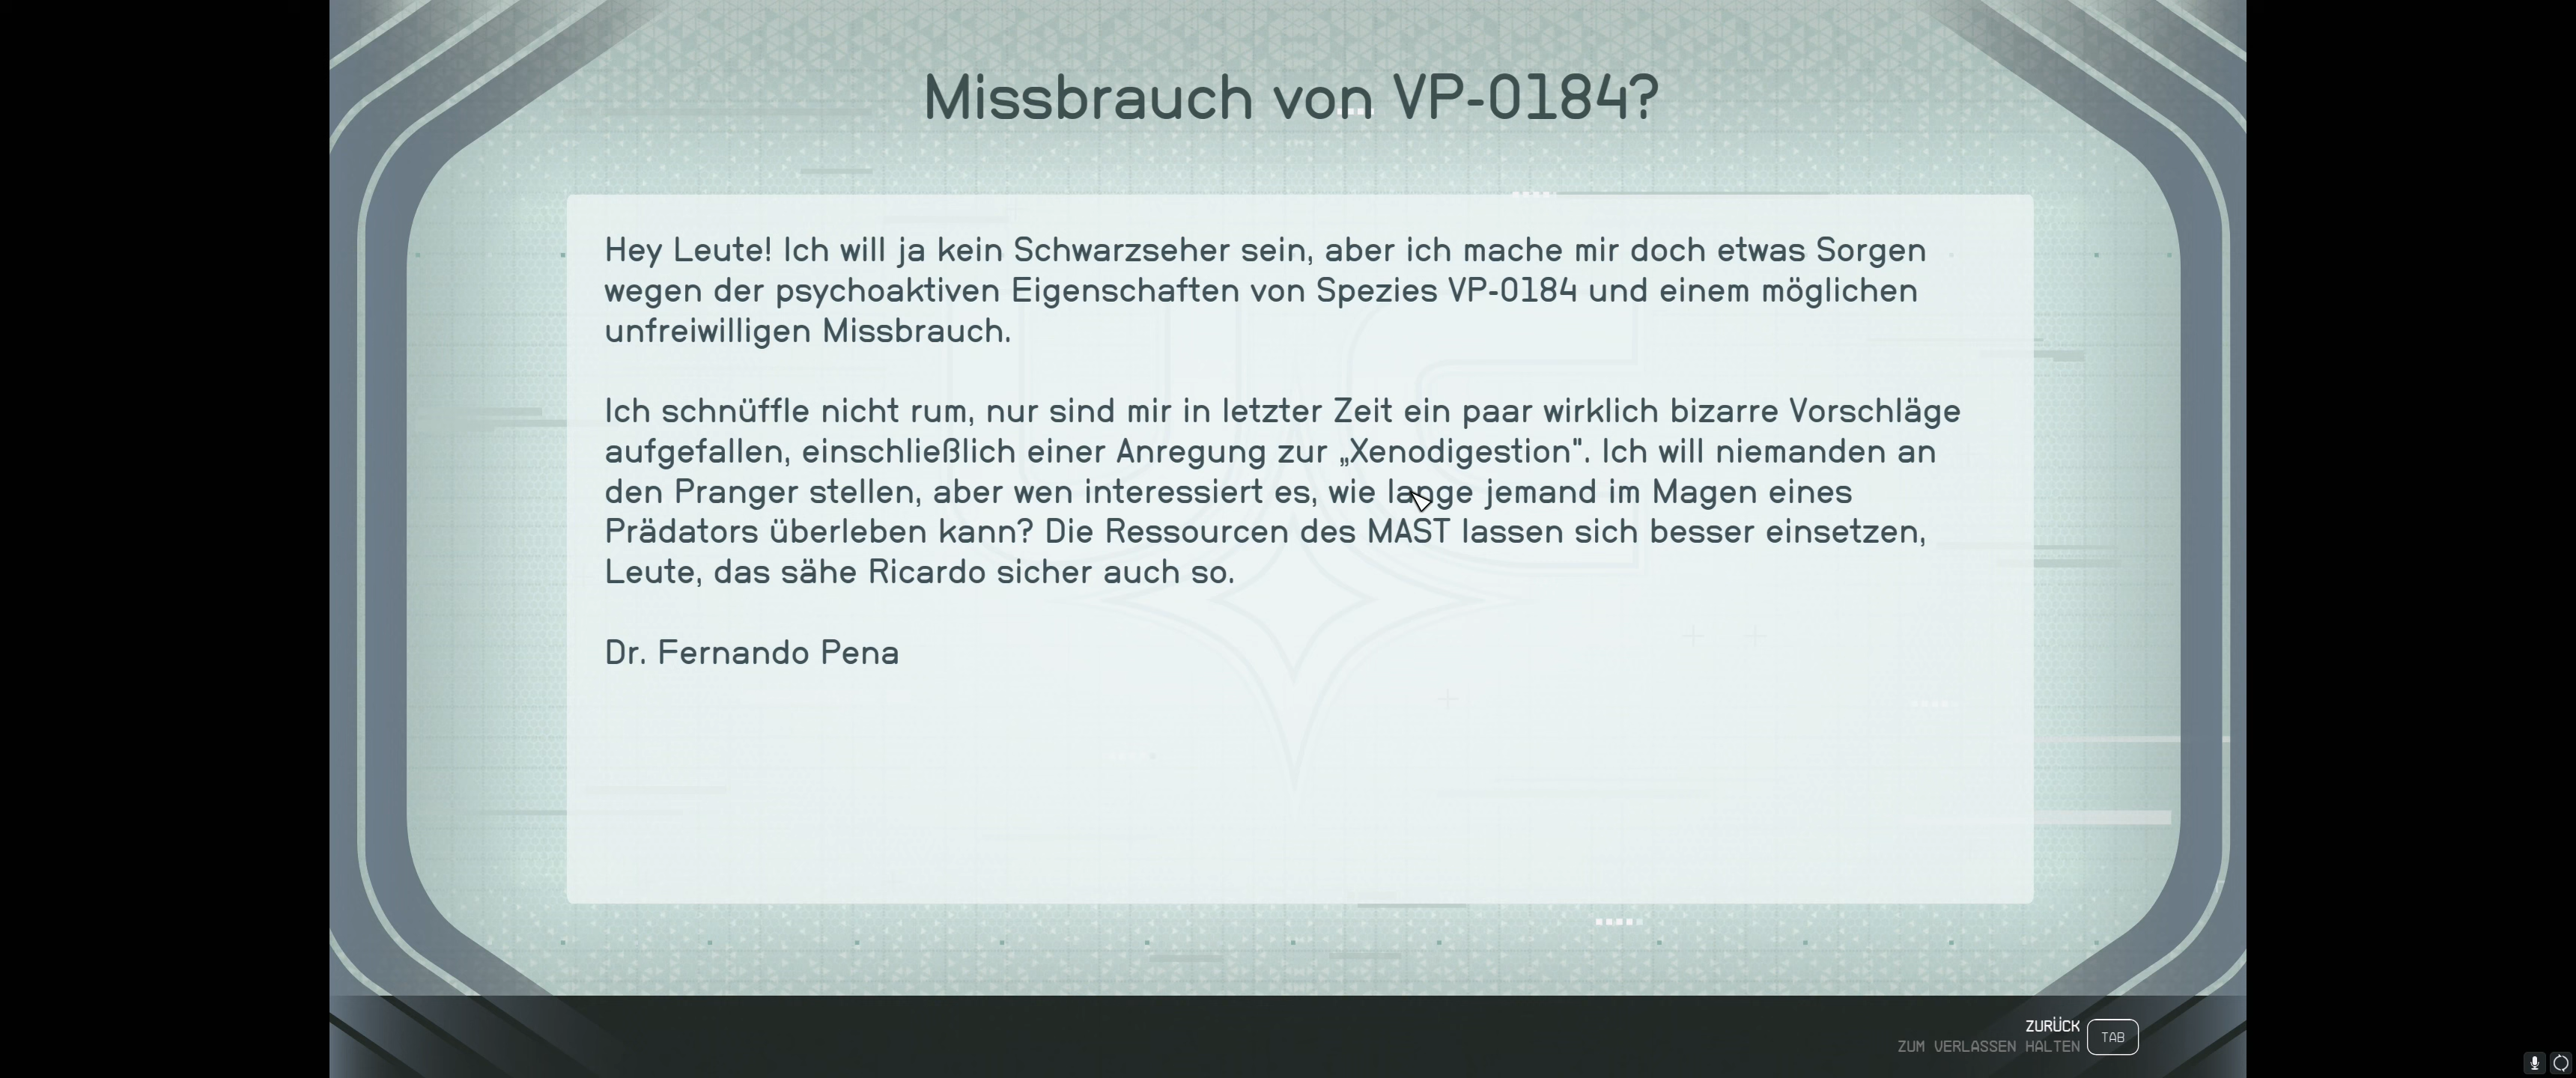 Missbrauch von VP-0184?
Hey Leute! Ich will ja kein Schwarzseher sein, aber ich mache mir doch etwas Sorgen
wegen der psychoaktiven Eigenschaften von Spezies VP-0184 und einem möglichen
unfreiwilligen Missbrauch.
Ich schnüffle nicht rum, nur sind mir in letzter Zeit ein paar wirklich bizarre Vorschläge
aufgefallen, einschließlich einer Anregung zur „Xenodigestion". Ich will niemanden an
den Pranger stellen, aber wen interessiert es, wie lange jemand im Magen eines
Prädators überleben kann? Die Ressourcen des MAST lassen sich besser einsetzen,
Leute, das sähe Ricardo sicher auch so.
Dr. Fernando Pena
ZURÜCK
ZUM VERLASSEN HALTEN
TAB